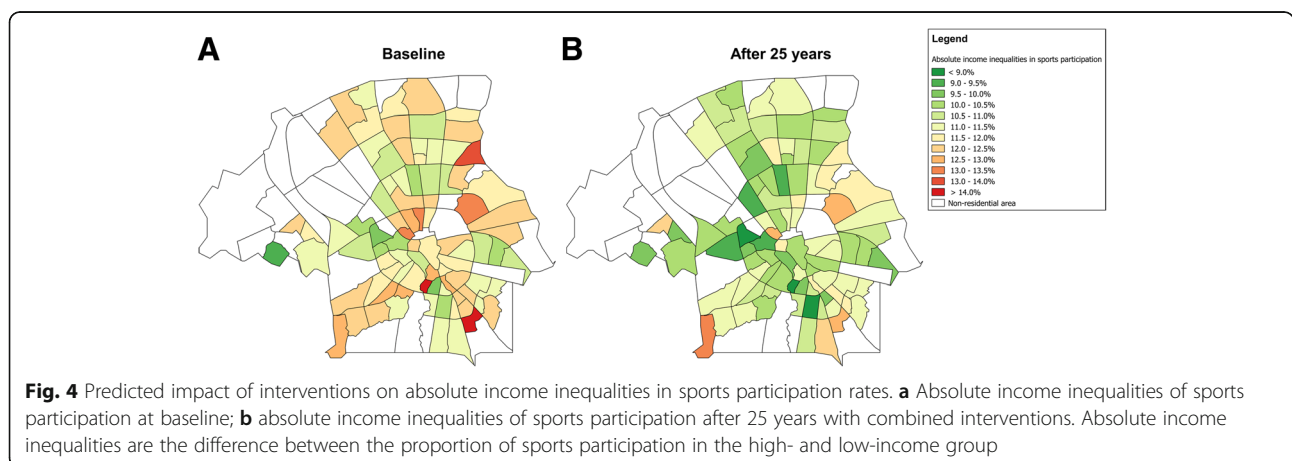 A
Baseline
B
After 25 years
Legend
Absolute income inequalities in sports participation
< 9.0%
9.0 - 9.5%
9.5 - 10.0%
10.0 - 10.5%
10.5 - 11.0%
11.0 - 11.5%
11.5 - 12.0%
12.0 - 12.5%
12.5 - 13.0%
13.0 - 13.5%
13.0 - 14.0%
> 14.0%
Non-residential area
Fig. 4 Predicted impact of interventions on absolute income inequalities in sports participation rates. a Absolute income inequalities of sports
participation at baseline; b absolute income inequalities of sports participation after 25 years with combined interventions. Absolute income
inequalities are the difference between the proportion of sports participation in the high- and low-income group